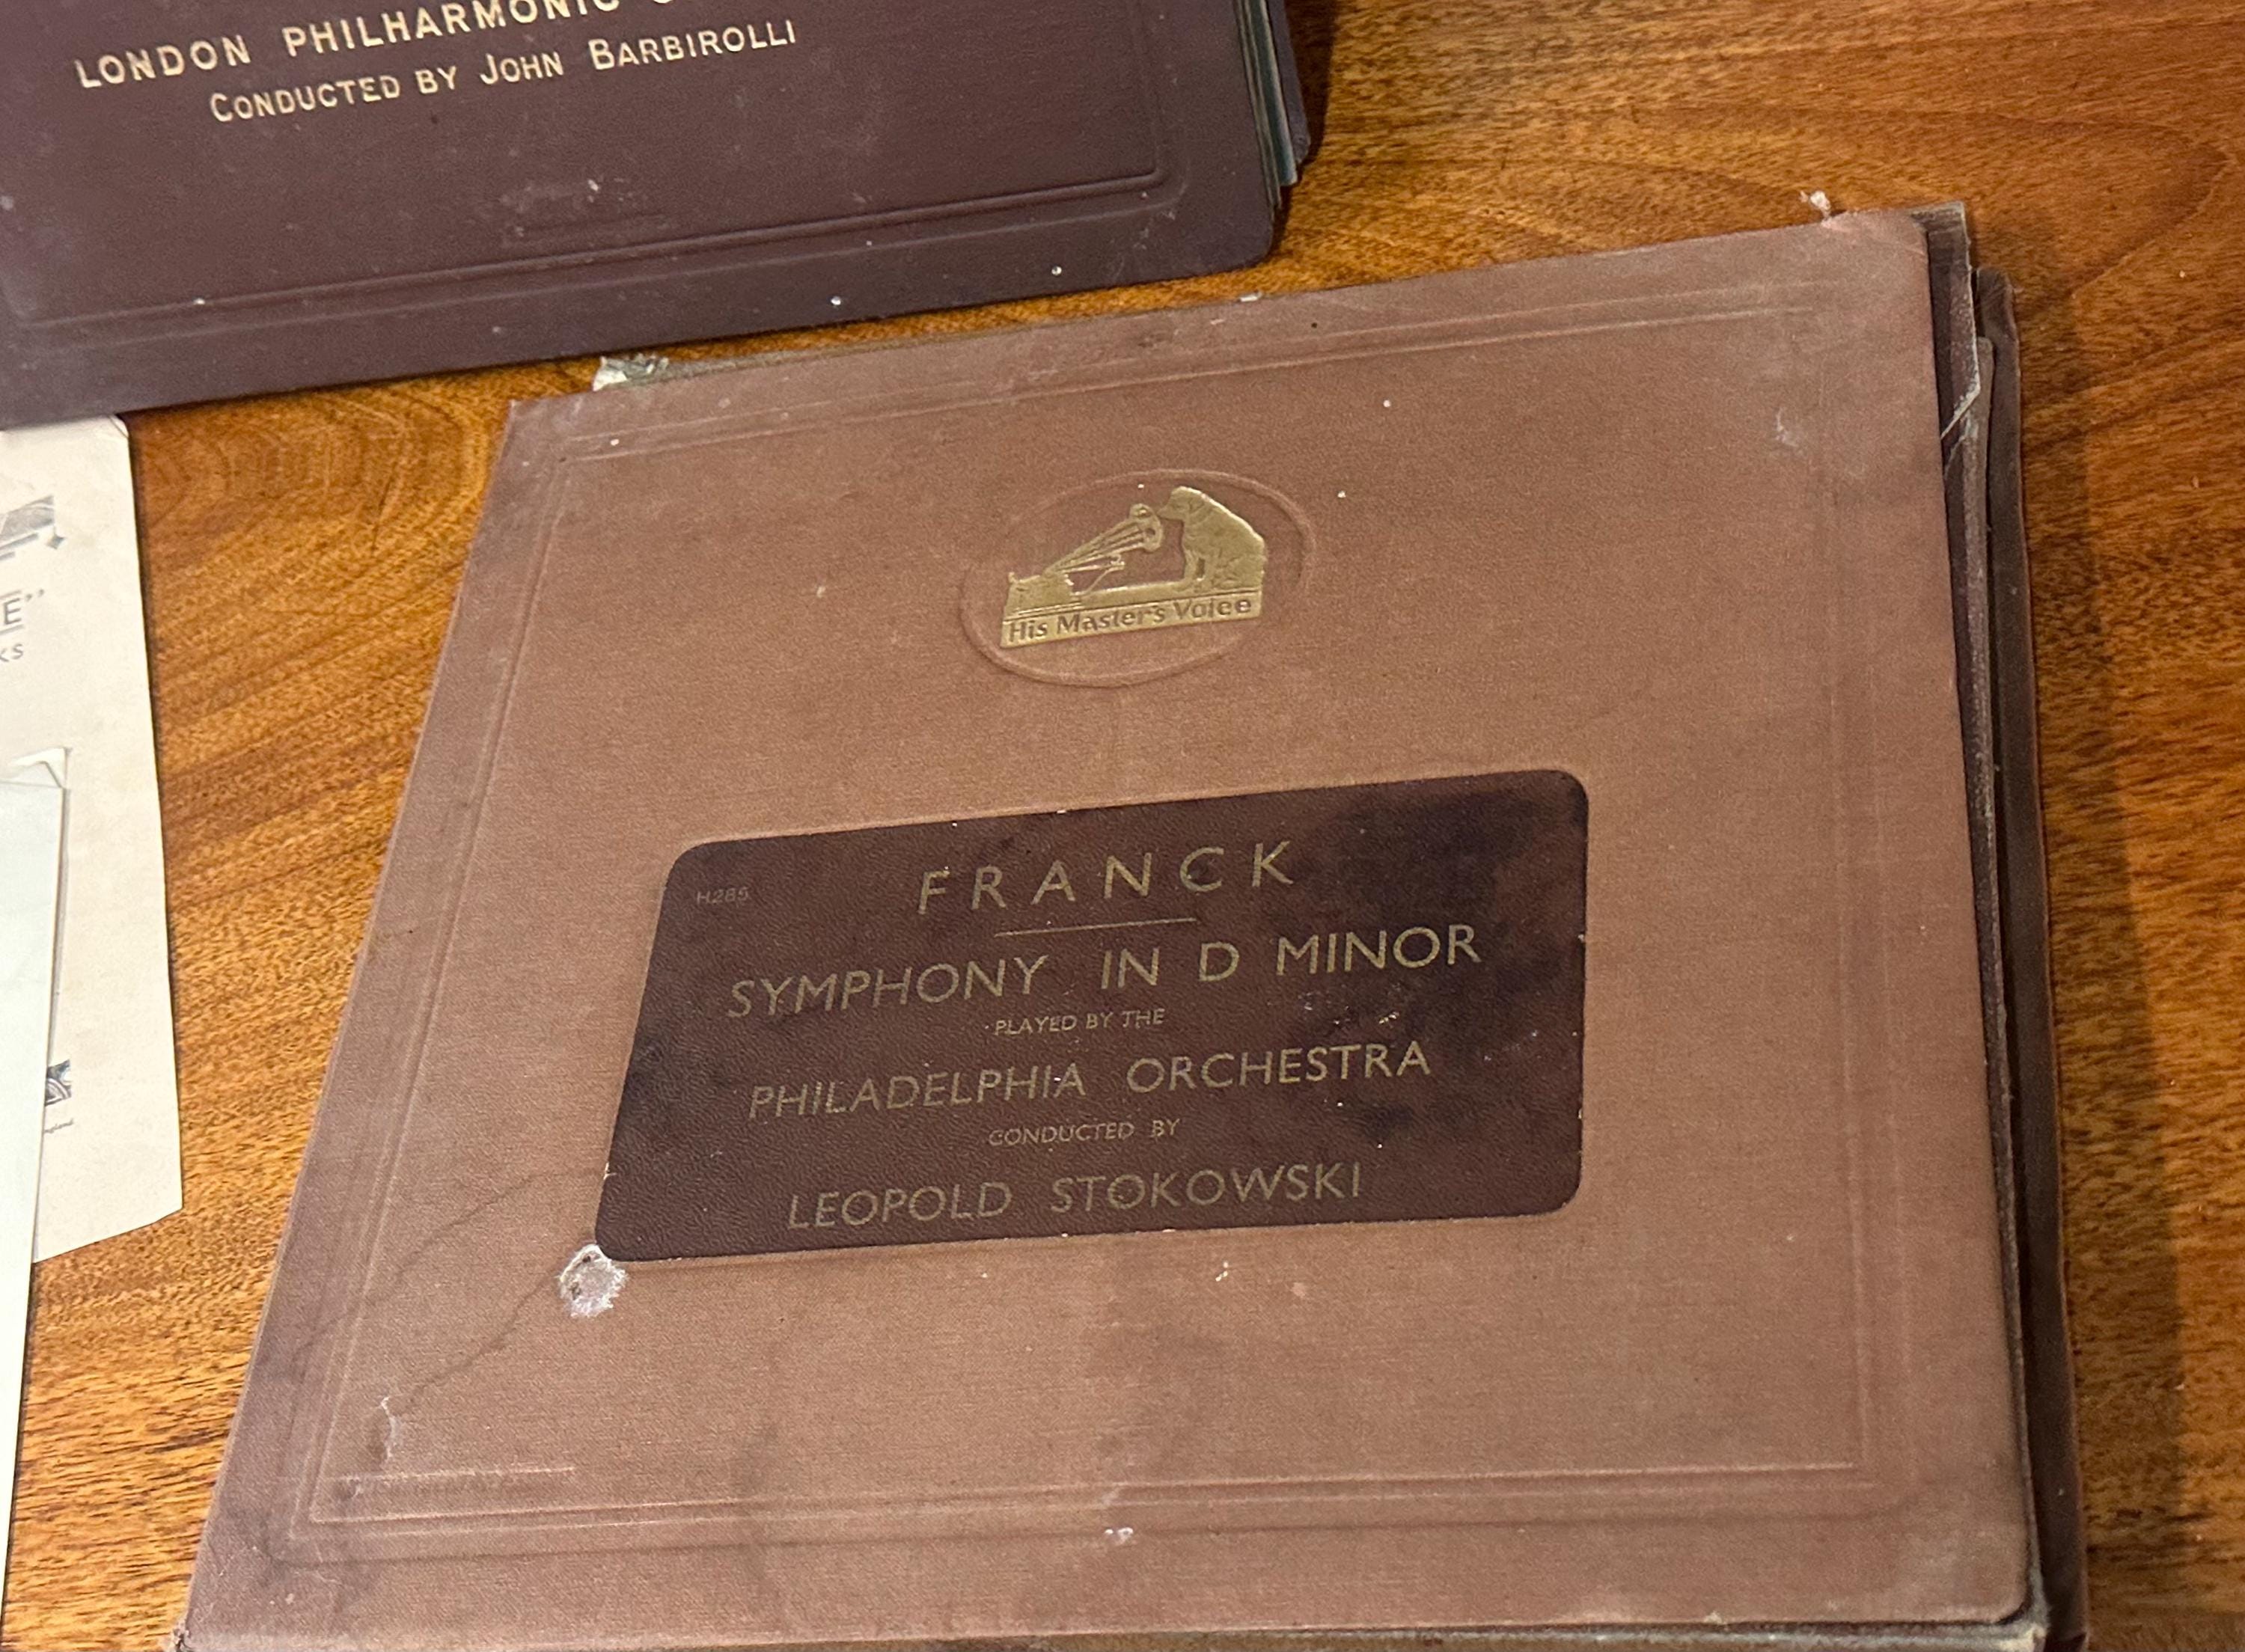 LONDON PHILHARMONIC
CONDUCTED BY JOHN BARBIROLLI
E"
KS
His Master's Voice
H285
FRANCK
SYMPHONY IN D MINOR
PLAYED BY THE
PHILADELPHIA ORCHESTRA
CONDUCTED BY
LEOPOLD STOKOWSKI